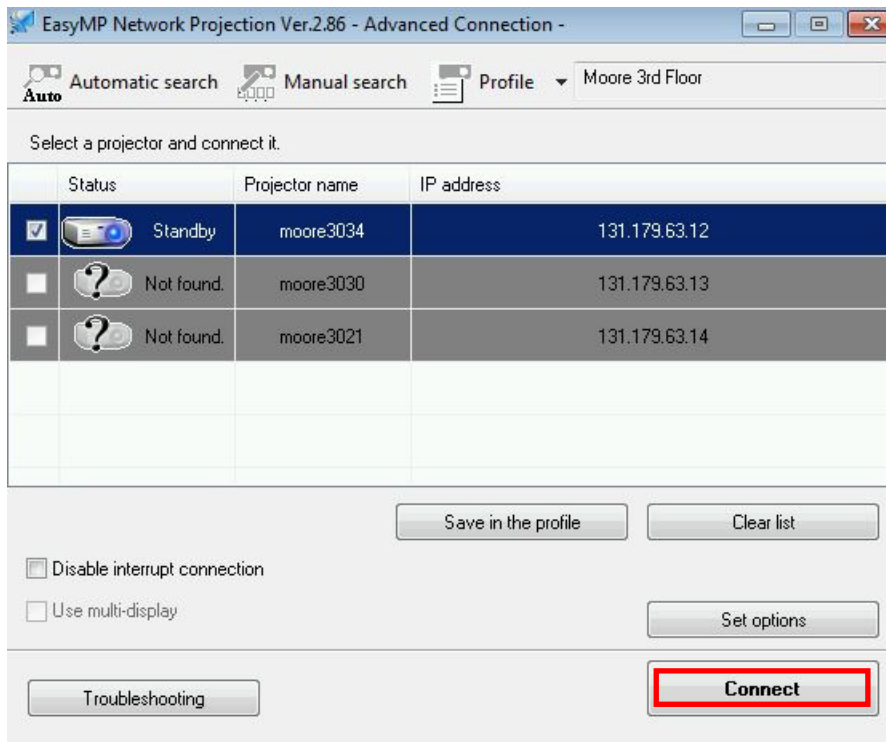 EasyMP Network Projection Ver.2.86 - Advanced Connection -
Auto Automatic search Manual search Profile Moore 3rd Floor
Select a projector and connect it.
Status Projector name IP address
Standby moore3034 131.179.63.12
? Not found. moore3030 131.179.63.13
? Not found. moore3021 131.179.63.14
Save in the profile Clear list
Disable interrupt connection
Use multi-display
Set options
Troubleshooting Connect